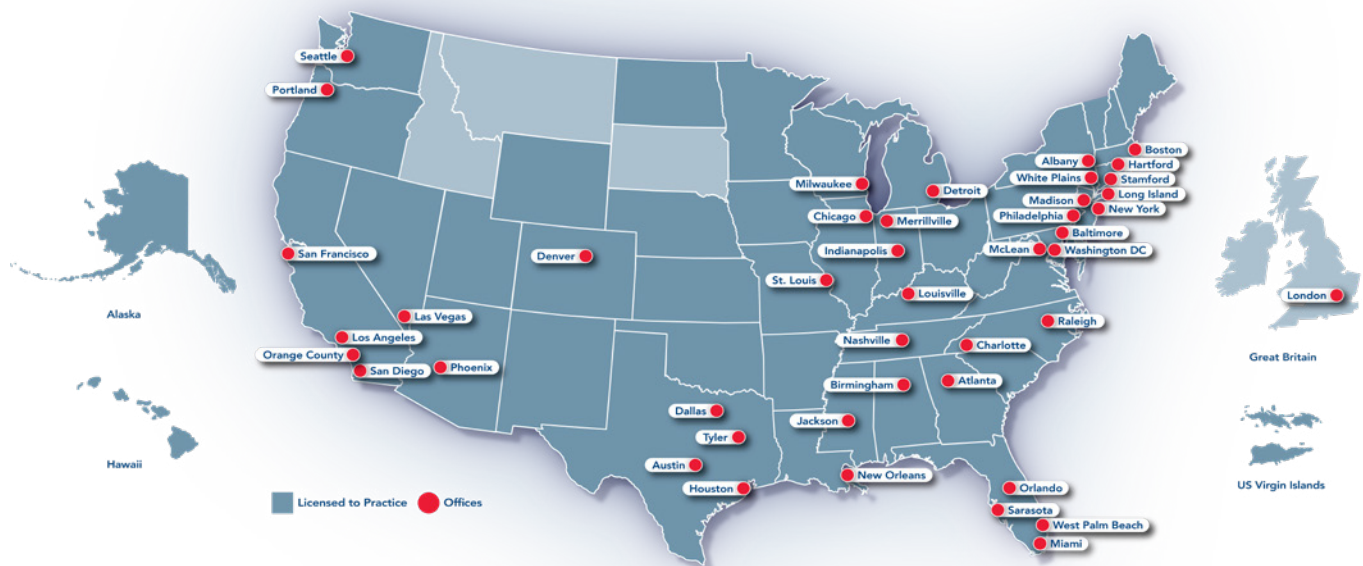 Seattle
Portland
Boston
Albany
Hartford
White Plains
Stamford
Milwaukee
Detroit
Long Island
Madison
New York
Chicago
Merrillville
Philadelphia
Baltimore
San Francisco
Denver
Indianapolis
McLean
Washington DC
St. Louis
Louisville
London
Alaska
Las Vegas
Raleigh
Los Angeles
Nashville
Charlotte
Orange County
Great Britain
San Diego
Phoenix
Birmingham
Atlanta
Dallas
Jackson
Tyler
Hawaii
Austin
New Orleans
US Virgin Islands
Houston
Orlando
Licensed to Practice
Offices
Sarasota
West Palm Beach
Miami